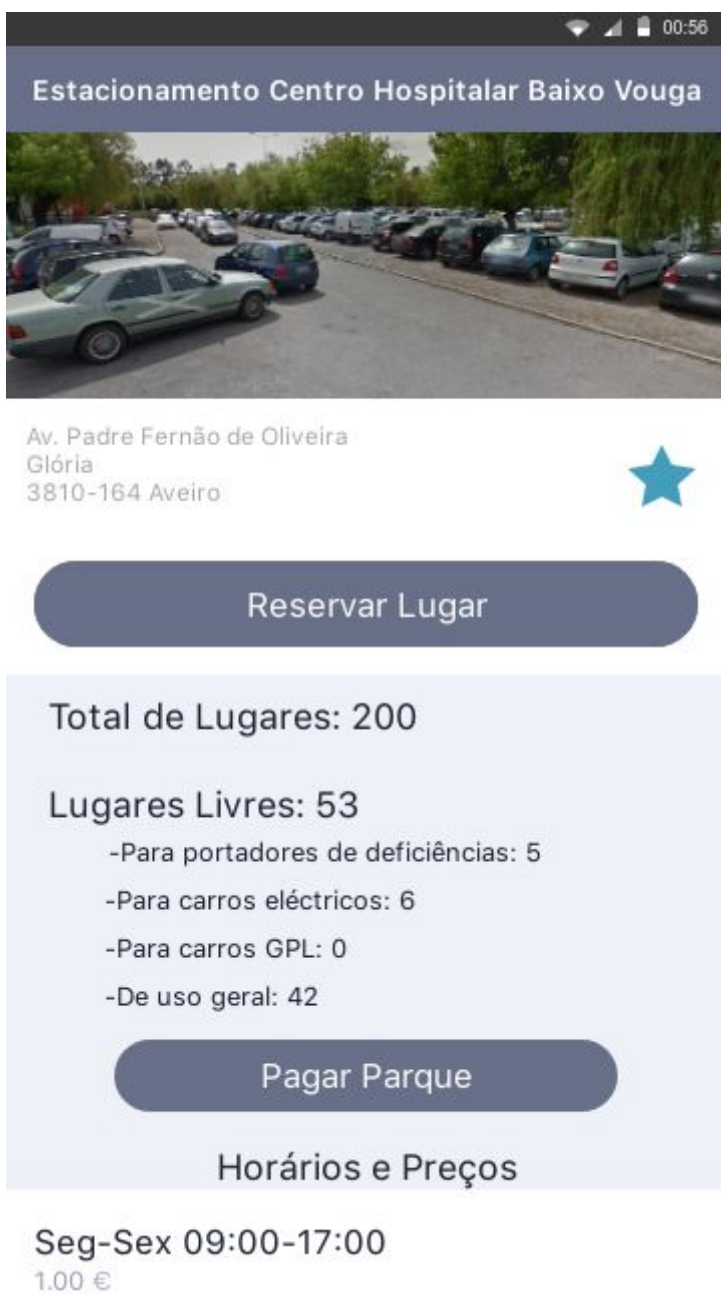 00:56
Estacionamento Centro Hospitalar Baixo Vouga
Av. Padre Fernão de Oliveira
Glória
3810-164 Aveiro
Reservar Lugar
Total de Lugares: 200
Lugares Livres: 53
-Para portadores de deficiências: 5
-Para carros eléctricos: 6
-Para carros GPL: 0
-De uso geral: 42
Pagar Parque
Horários e Preços
Seg-Sex 09:00-17:00
1.00 €